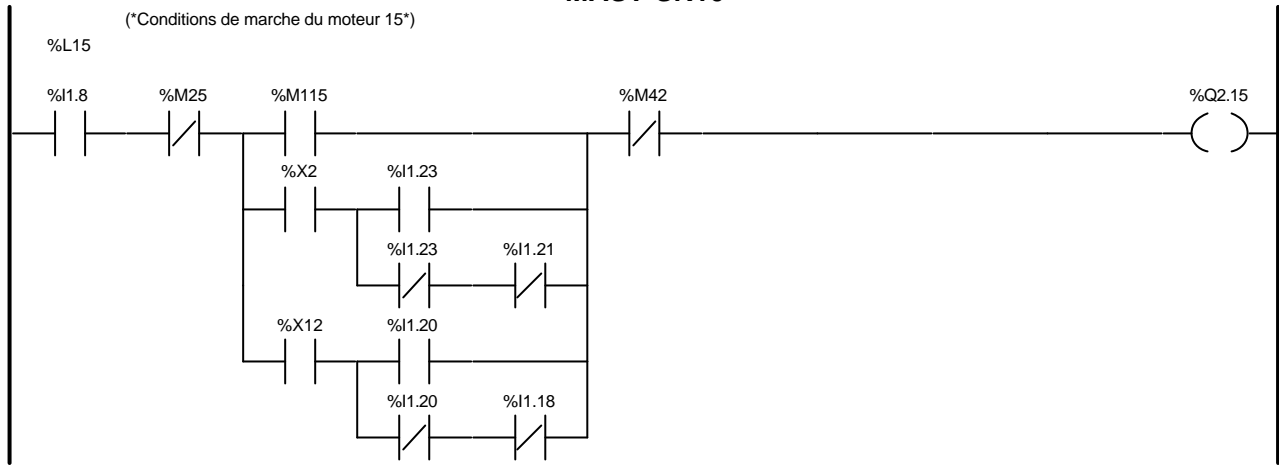 (*Conditions de marche du moteur 15*)
%L15
%I1.8 %M25 %M115 %M42 %Q2.15
%X2 %I1.23
%I1.23 %I1.21
%X12 %I1.20
%I1.20 %I1.18